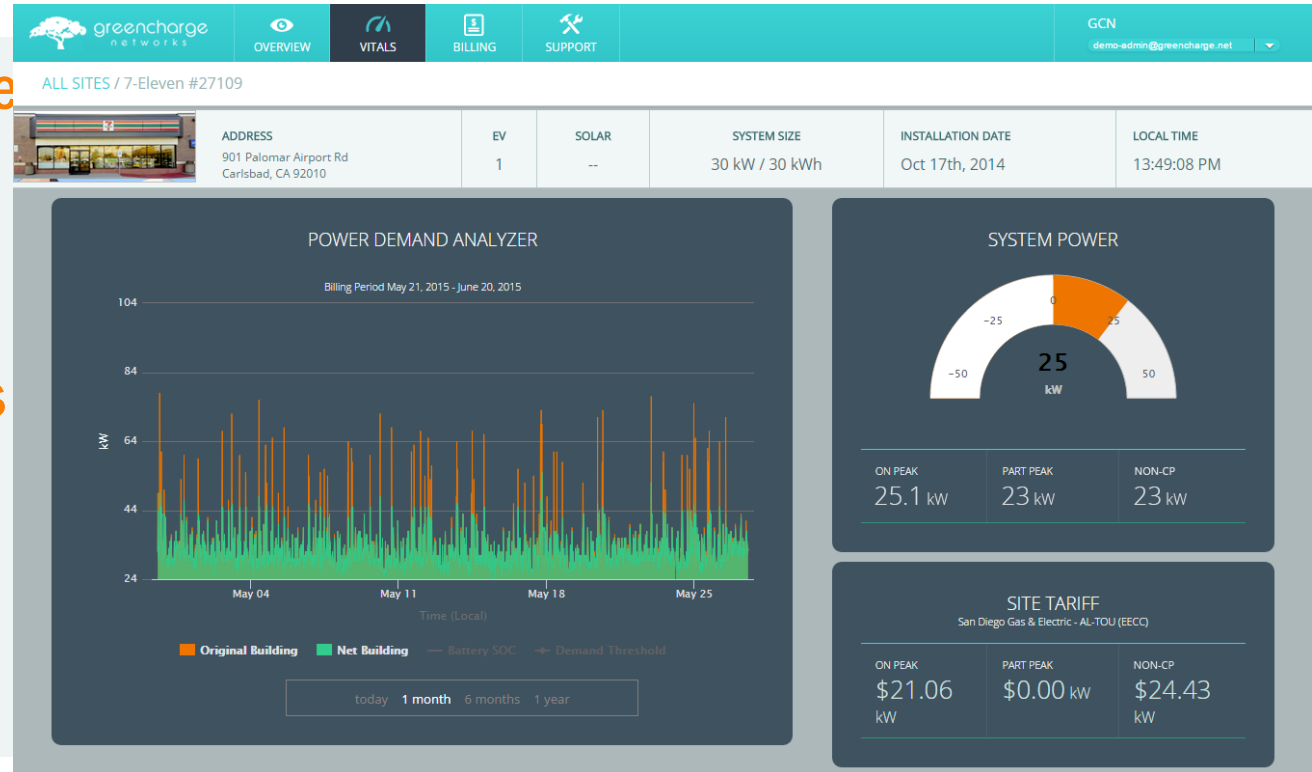 greencharge
networks
OVERVIEW
VITALS
BILLING
SUPPORT
GCN
demo-admin@greencharge.net
ALL SITES / 7-Eleven #27109
e
s
ADDRESS
901 Palomar Airport Rd
Carlsbad, CA 92010
EV
1
SOLAR
--
SYSTEM SIZE
30 kW / 30 kWh
INSTALLATION DATE
Oct 17th, 2014
LOCAL TIME
13:49:08 PM
POWER DEMAND ANALYZER
Billing Period May 21, 2015 - June 20, 2015
104
84
64
44
24
kW
May 04
May 11
May 18
May 25
Time (Local)
Original Building
Net Building
Battery SOC
Demand Threshold
today 1 month 6 months 1 year
SYSTEM POWER
-50
-25
0
25
50
25
kW
ON PEAK
25.1 kW
PART PEAK
23 kW
NON-CP
23 kW
SITE TARIFF
San Diego Gas & Electric - AL-TOU (EECC)
ON PEAK
$21.06
kW
PART PEAK
$0.00 kW
NON-CP
$24.43
kW